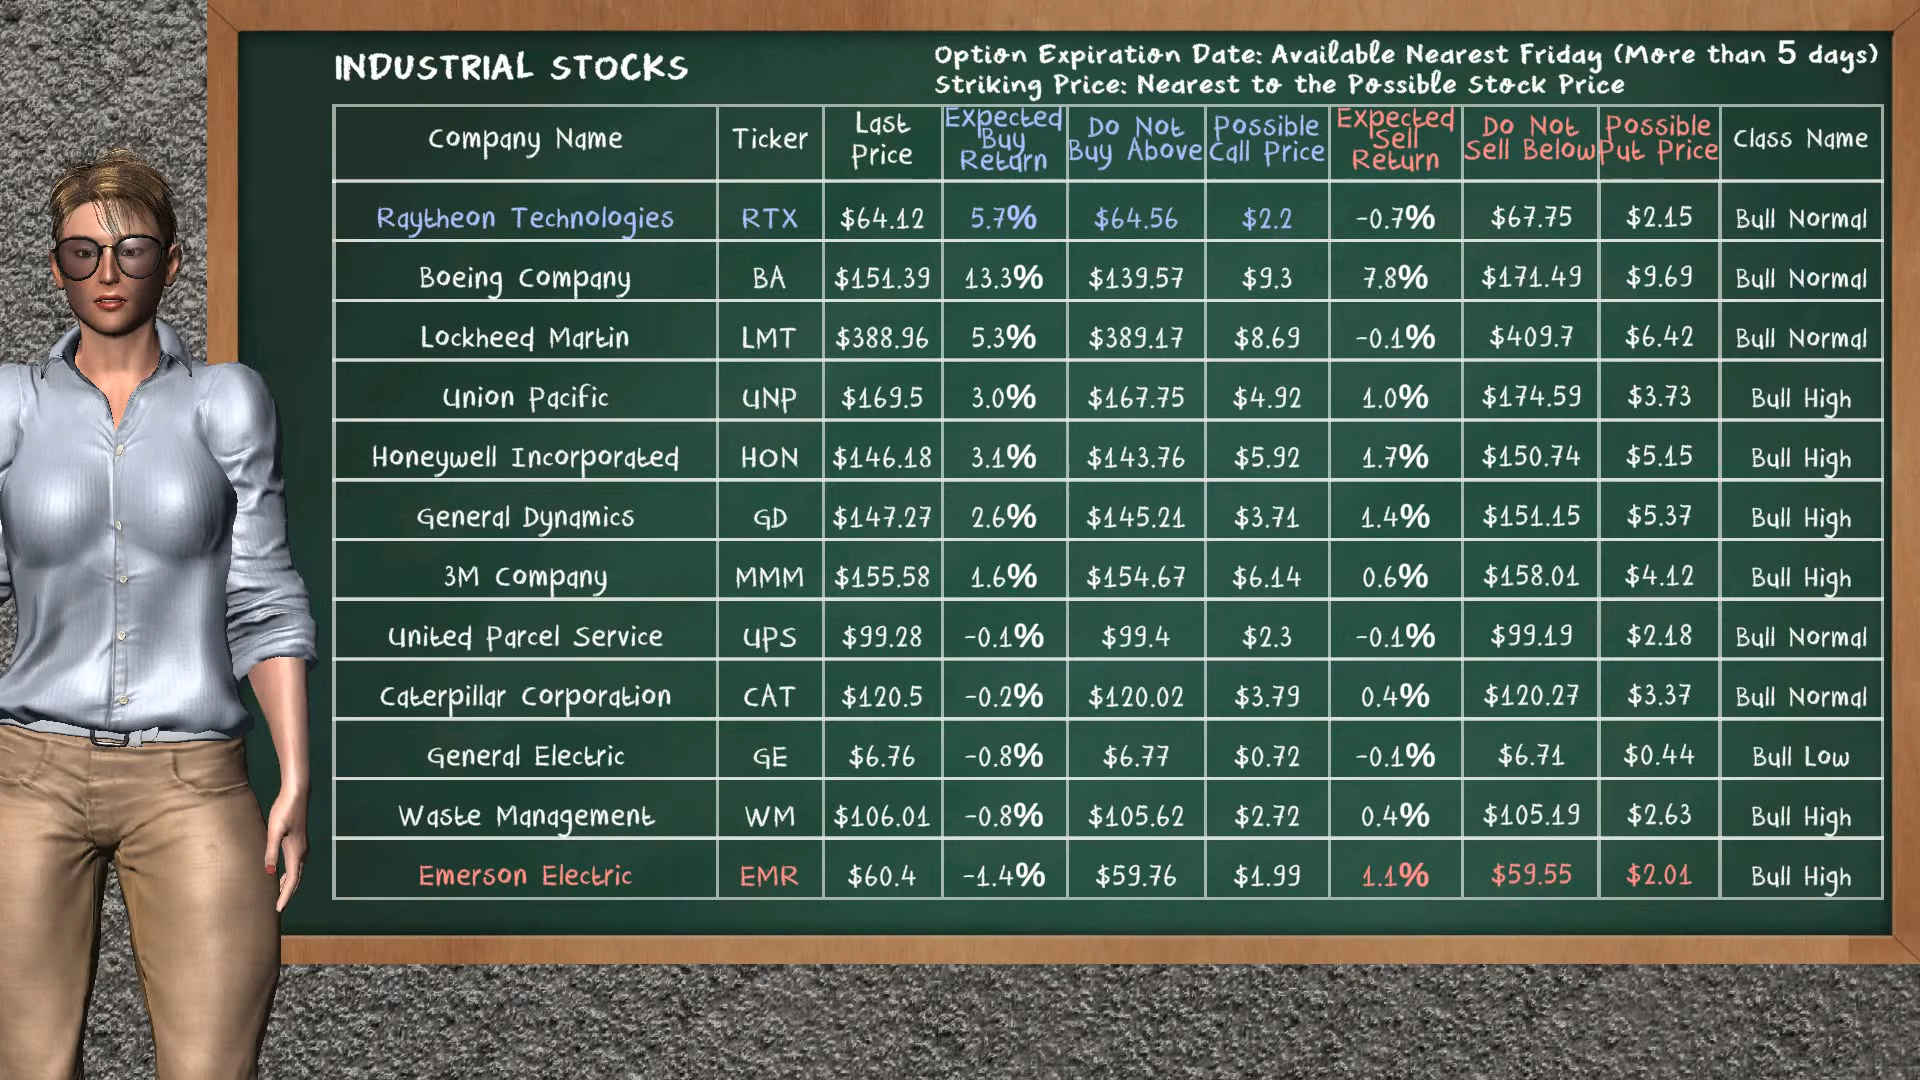 INDUSTRIAL STOCKS
Option Expiration Date: Available Nearest Friday (More than 5 days)
Striking Price: Nearest to the Possible Stock Price
Company Name Ticker Last Price Expected Buy Return Do Not Buy Above Possible Call Price Expected Sell Return Do Not Sell Below Possible Put Price Class Name
Raytheon Technologies RTX $64.12 5.7% $64.56 $2.2 -0.7% $67.75 $2.15 Bull Normal
Boeing Company BA $151.39 13.3% $139.57 $9.3 7.8% $171.49 $9.69 Bull Normal
Lockheed Martin LMT $388.96 5.3% $389.17 $8.69 -0.1% $409.7 $6.42 Bull Normal
Union Pacific UNP $169.5 3.0% $167.75 $4.92 1.0% $174.59 $3.73 Bull High
Honeywell Incorporated HON $146.18 3.1% $143.76 $5.92 1.7% $150.74 $5.15 Bull High
General Dynamics GD $147.27 2.6% $145.21 $3.71 1.4% $151.15 $5.37 Bull High
3M Company MMM $155.58 1.6% $154.67 $6.14 0.6% $158.01 $4.12 Bull High
United Parcel Service UPS $99.28 -0.1% $99.4 $2.3 -0.1% $99.19 $2.18 Bull Normal
Caterpillar Corporation CAT $120.5 -0.2% $120.02 $3.79 0.4% $120.27 $3.37 Bull Normal
General Electric GE $6.76 -0.8% $6.77 $0.72 -0.1% $6.71 $0.44 Bull Low
Waste Management WM $106.01 -0.8% $105.62 $2.72 0.4% $105.19 $2.63 Bull High
Emerson Electric EMR $60.4 -1.4% $59.76 $1.99 1.1% $59.55 $2.01 Bull High